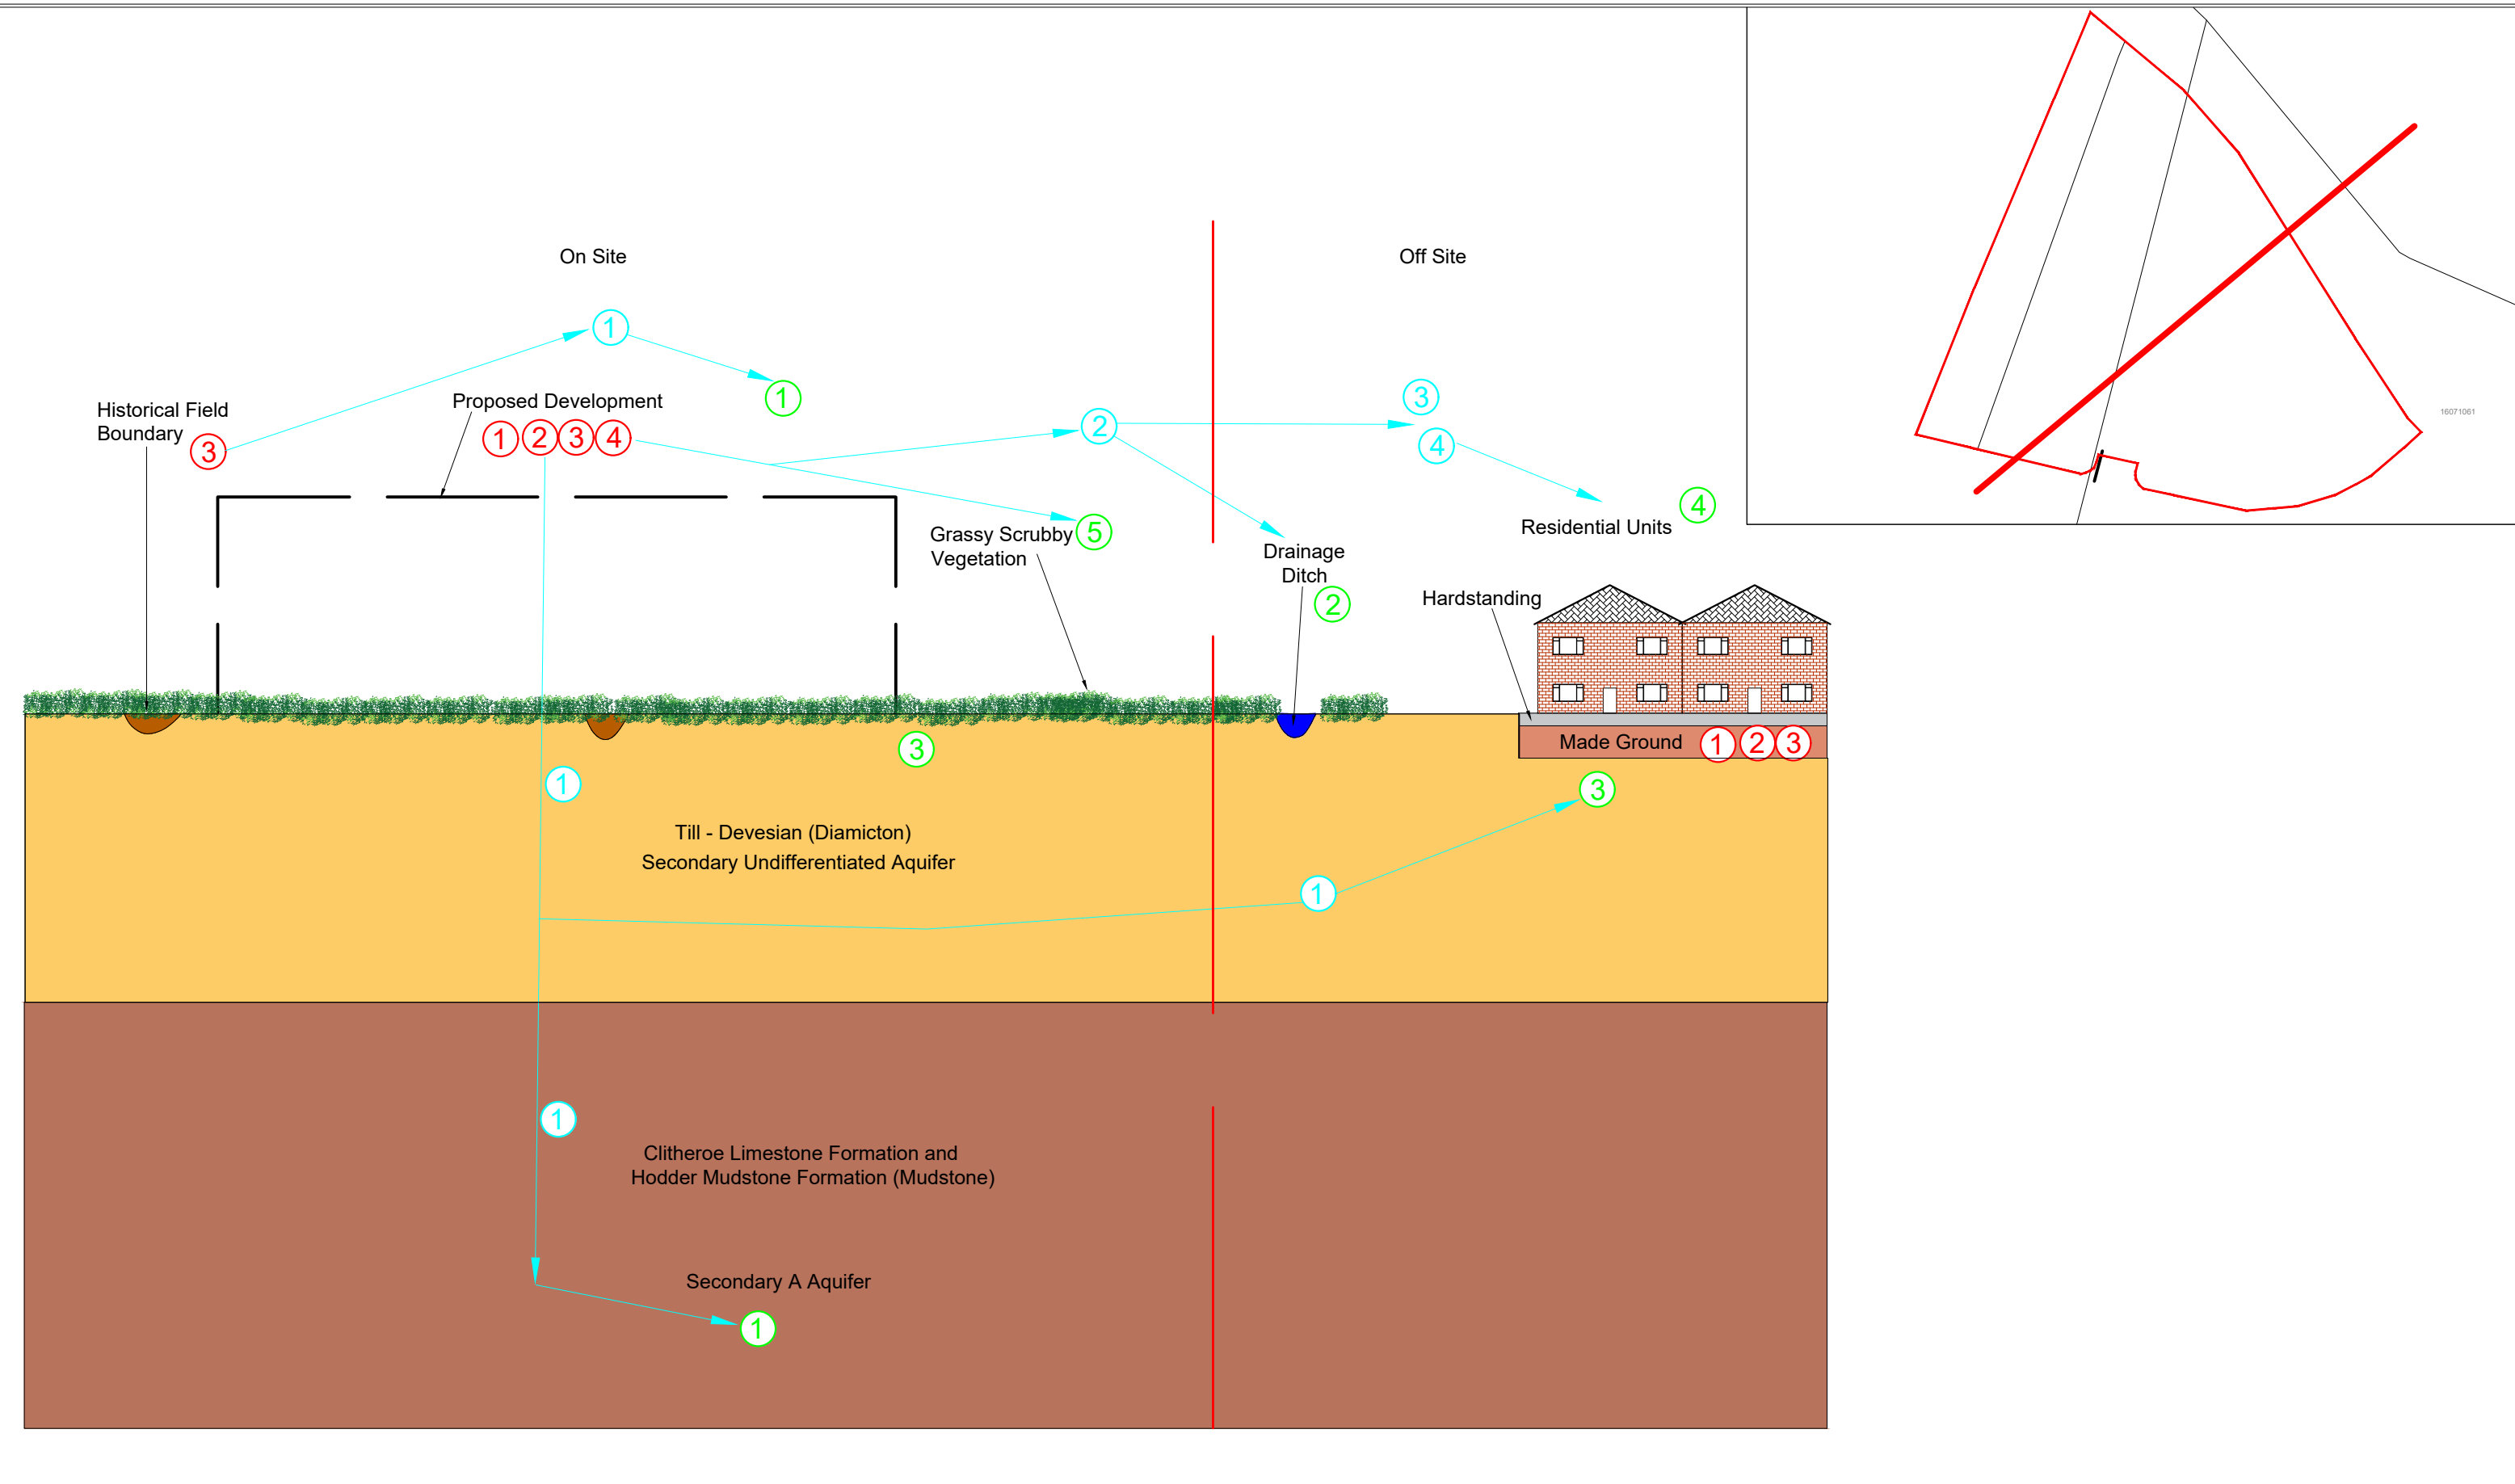 On Site
Off Site
1
3
1
4
2
Historical Field
Boundary
3
Proposed Development
1 2 3 4
16071061
4
Residential Units
Grassy Scrubby
Vegetation
5
Drainage
Ditch
2
Hardstanding
3
Made Ground
1 2 3
1
3
Till - Devesian (Diamicton)
Secondary Undifferentiated Aquifer
1
1
Clitheroe Limestone Formation and
Hodder Mudstone Formation (Mudstone)
Secondary A Aquifer
1